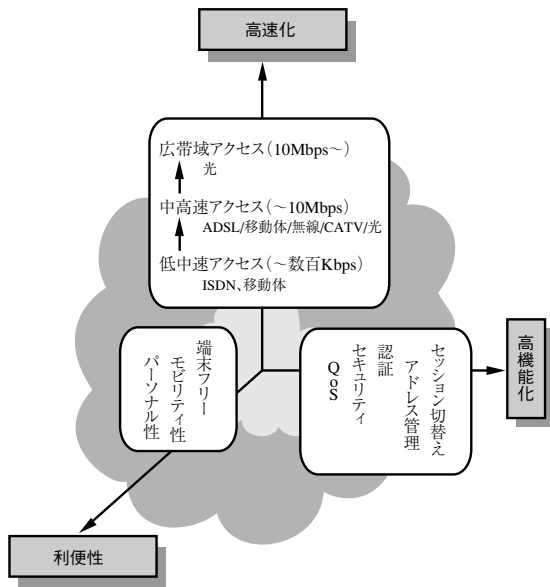 高速化
広帯域アクセス(10Mbps～)
光
中高速アクセス(～10Mbps)
ADSL/移動体/無線/CATV/光
低中速アクセス(～数百Kbps)
ISDN、移動体
端末フリー
モビリティ性
パーソナル性
セッション切替え
アドレス管理
認証
セキュリティ
QoS
高機能化
利便性